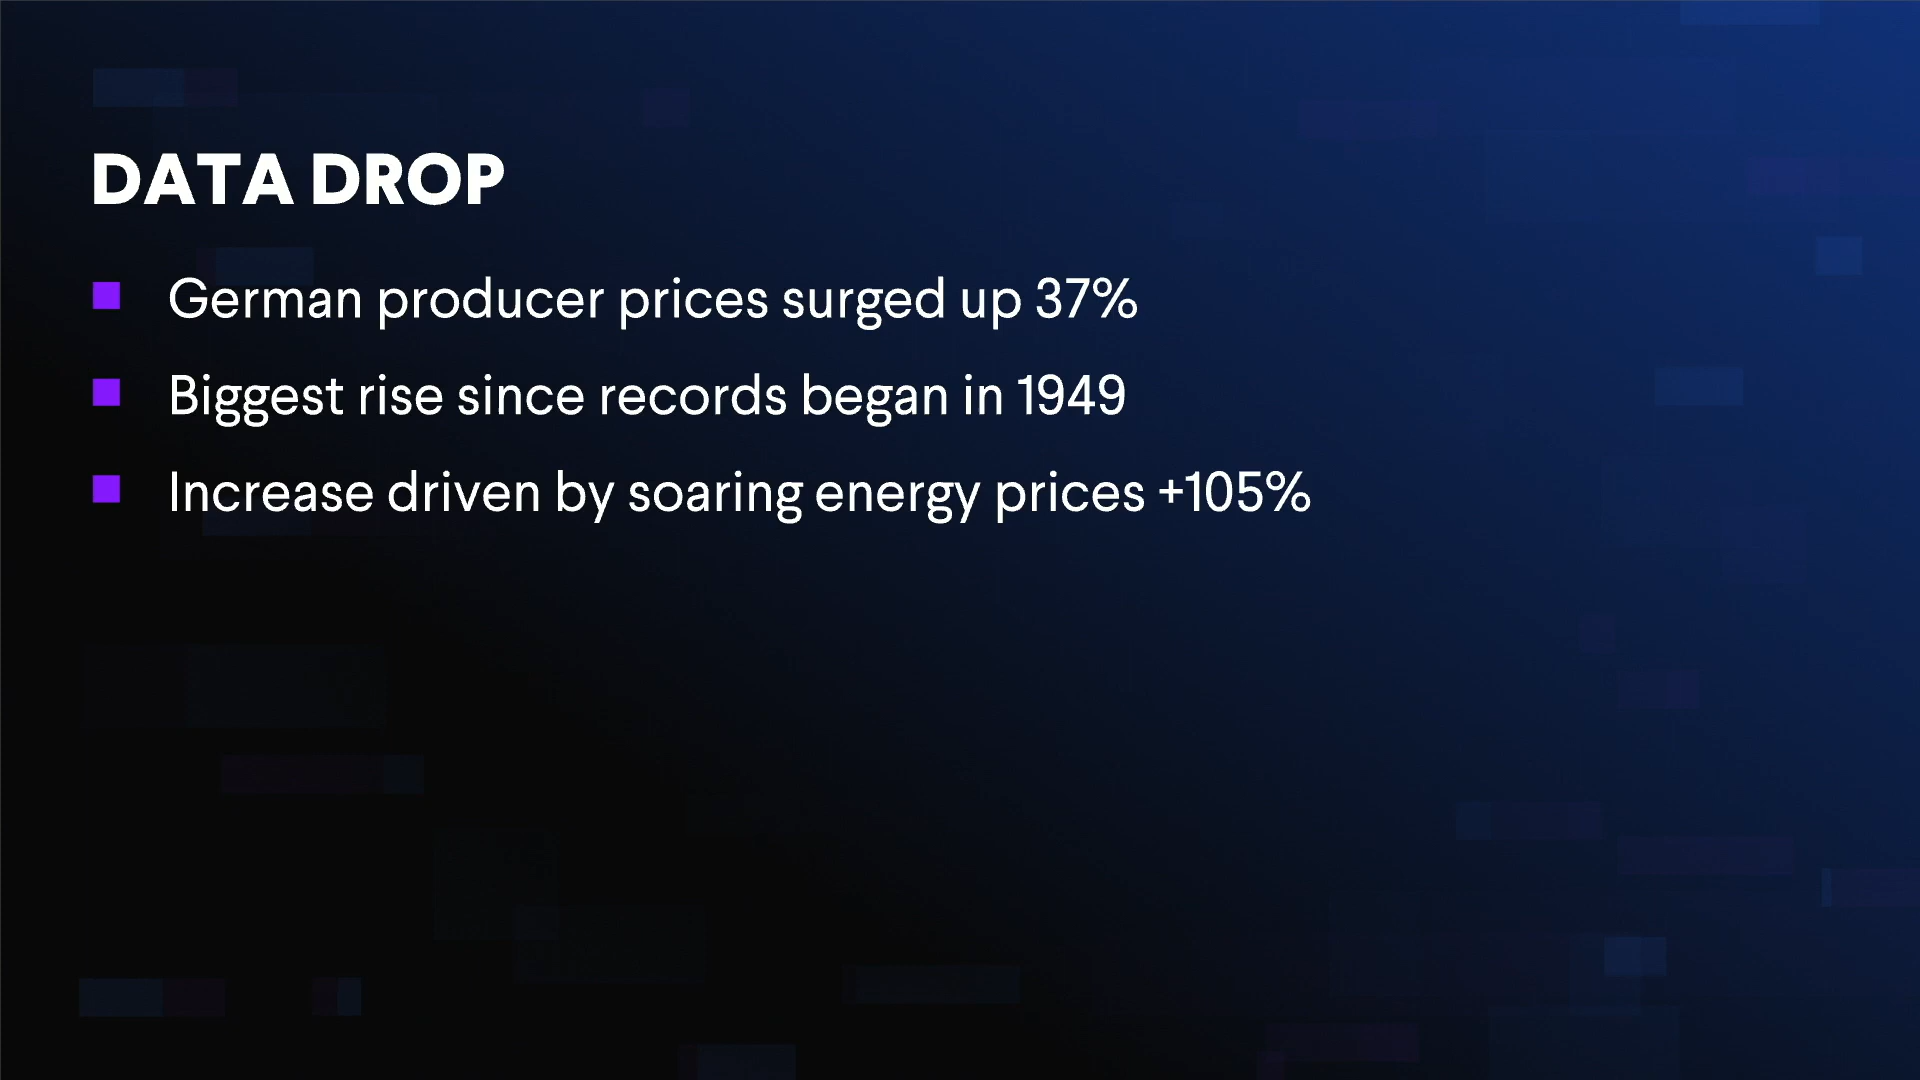 DATA DROP
German producer prices surged up 37%
Biggest rise since records began in 1949
Increase driven by soaring energy prices +105%